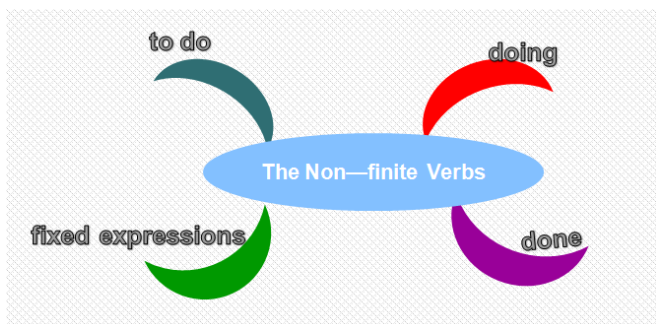 to do
doing
The Non—finite Verbs
fixed expressions
done